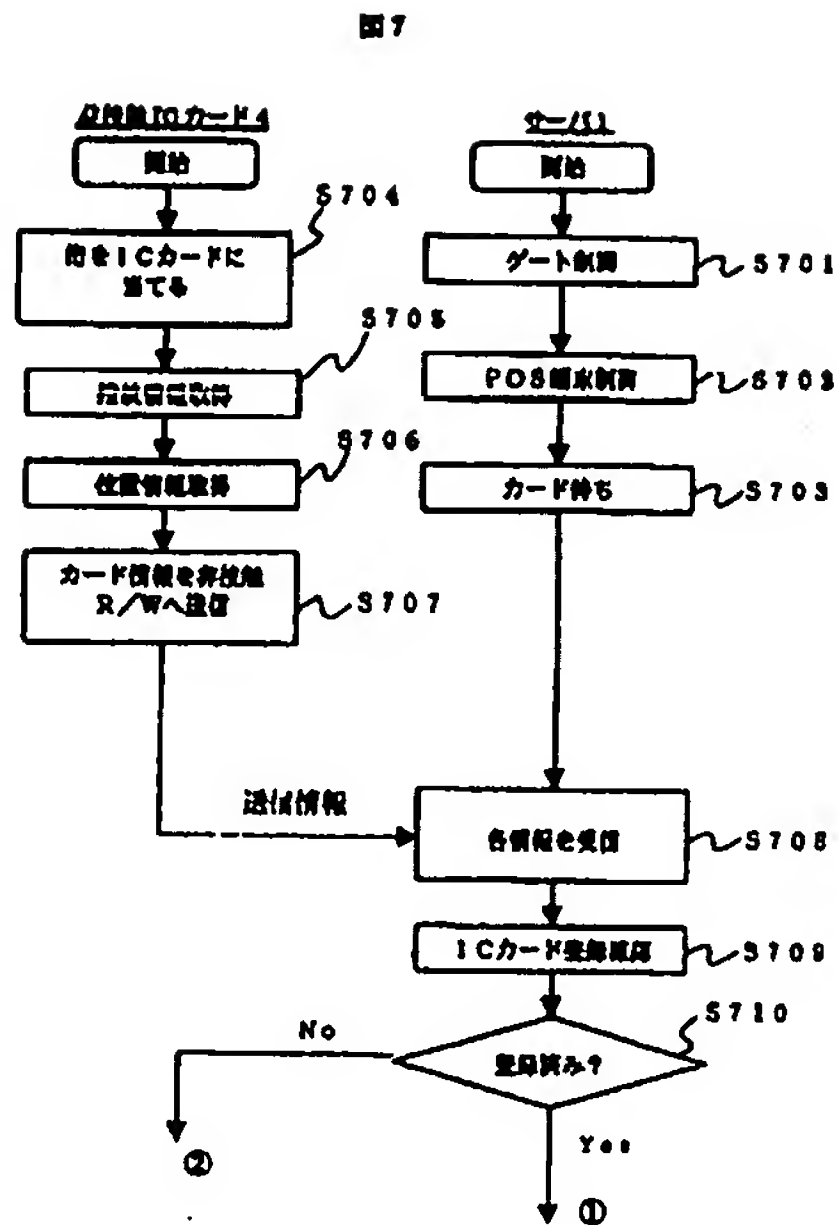 図7
非接触ICカード4
開始
指をICカードに
当てる
S704
指紋情報取得
S705
位置情報取得
S706
カード情報を非接触
R／Wへ送信
S707
サーバ1
開始
ゲート制御
S701
POS端末制御
S702
カード待ち
S703
送信情報
各情報を受信
S708
ICカード登録確認
S709
登録済み？
S710
No
②
Yes
①